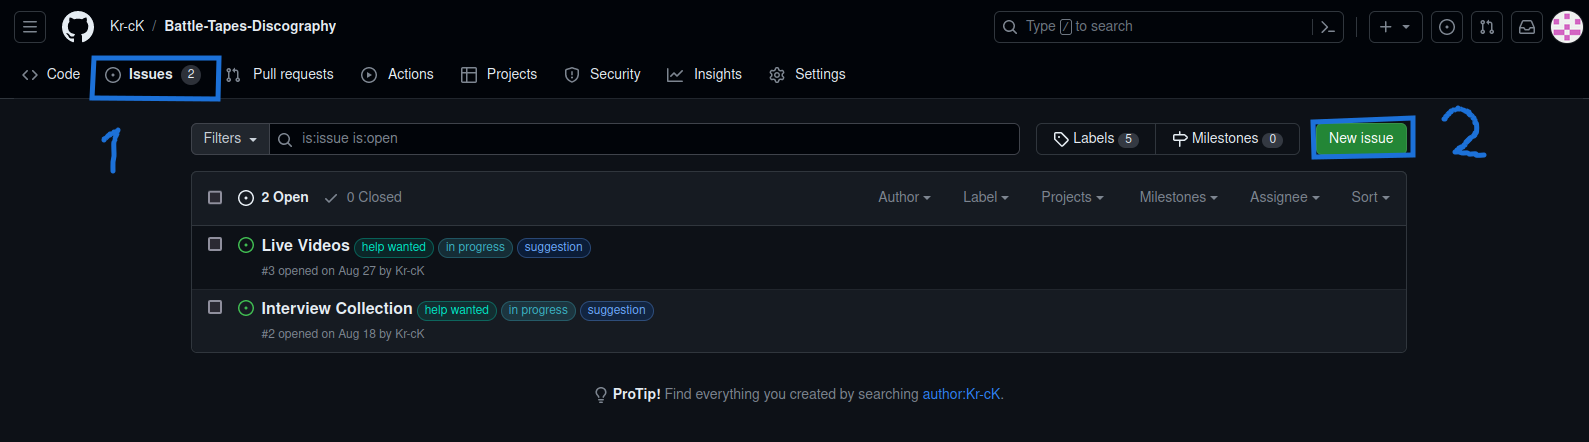 Kr-cK / Battle-Tapes-Discography
Type / to search
Code Issues 2 Pull requests Actions Projects Security Insights Settings
1
2
Filters is:issue is:open Labels 5 Milestones 0 New issue
2 Open 0 Closed Author Label Projects Milestones Assignee Sort
Live Videos help wanted in progress suggestion
#3 opened on Aug 27 by Kr-cK
Interview Collection help wanted in progress suggestion
#2 opened on Aug 18 by Kr-cK
ProTip! Find everything you created by searching author:Kr-cK.